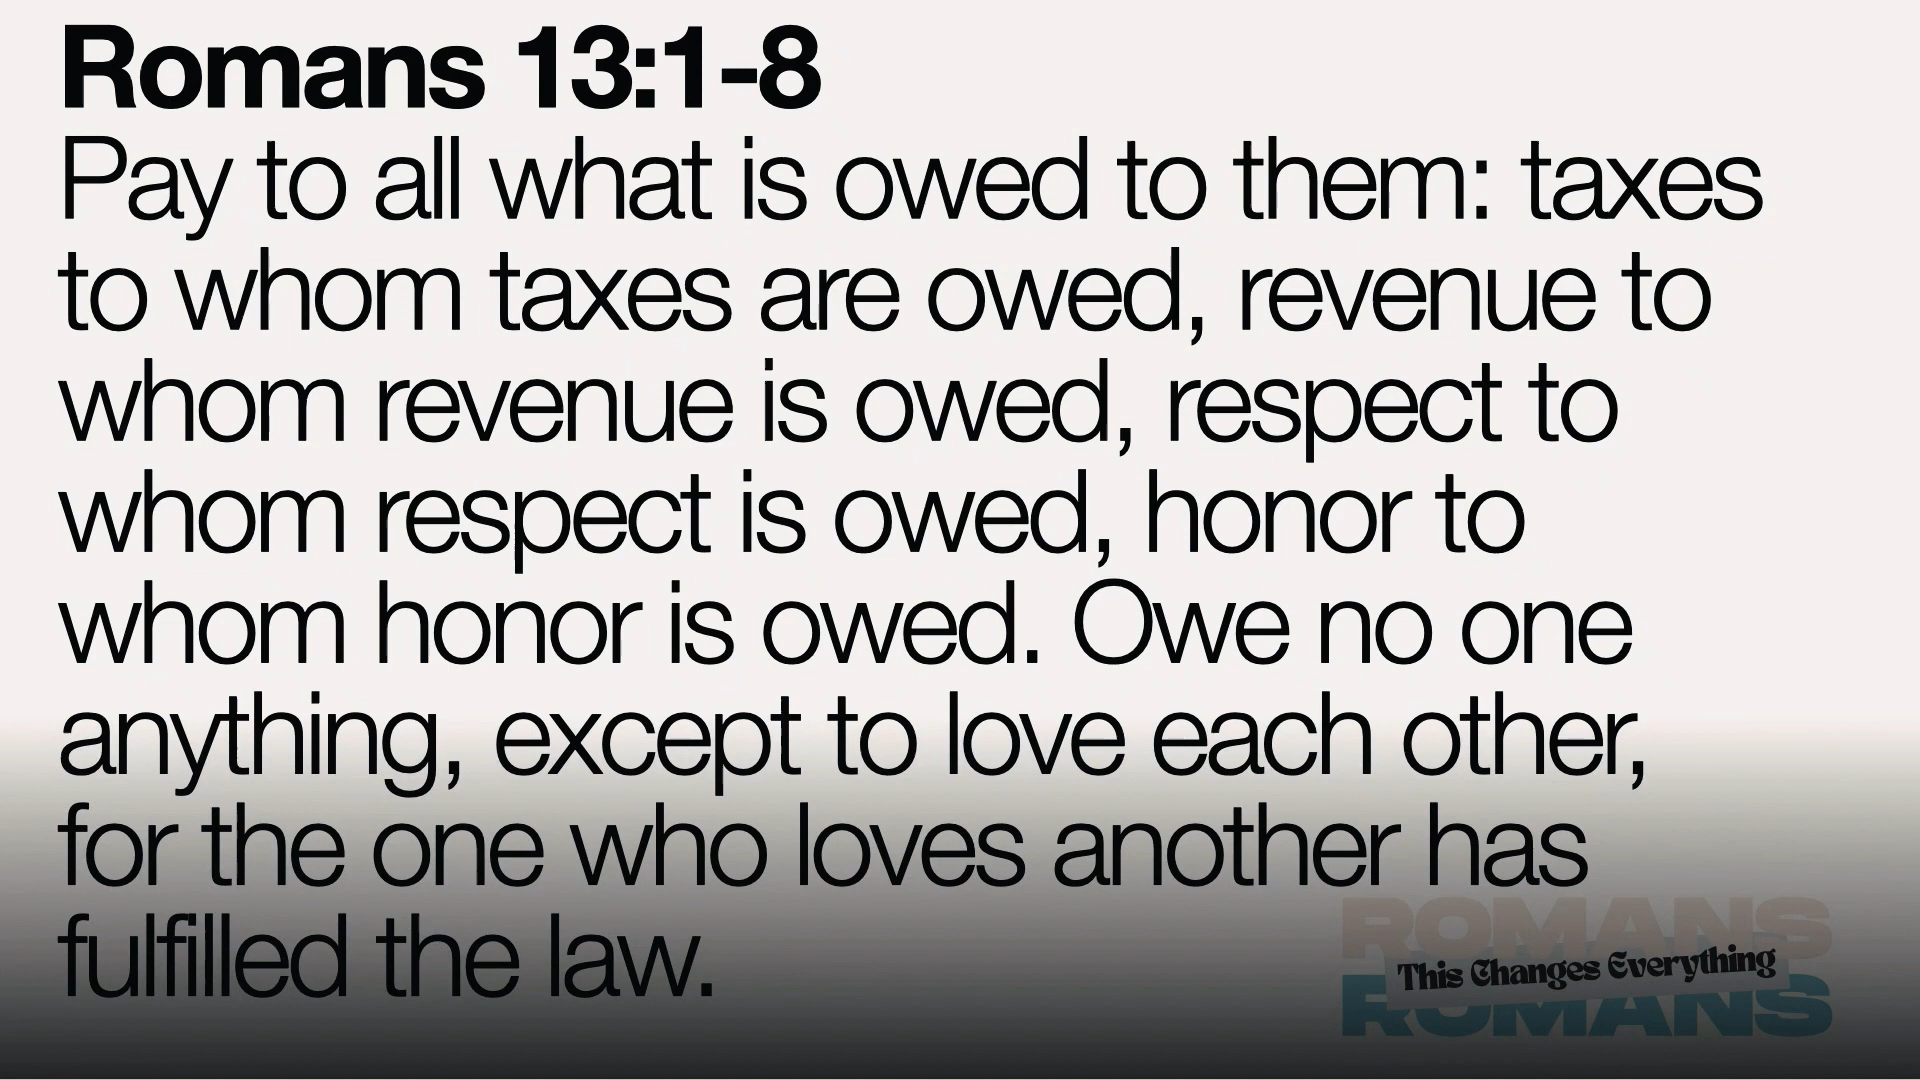 Romans 13:1-8
Pay to all what is owed to them: taxes
to whom taxes are owed, revenue to
whom revenue is owed, respect to
whom respect is owed, honor to
whom honor is owed. Owe no one
anything, except to love each other,
for the one who loves another has
fulfilled the law.
ROMANS
This Changes Everything
ROMANS